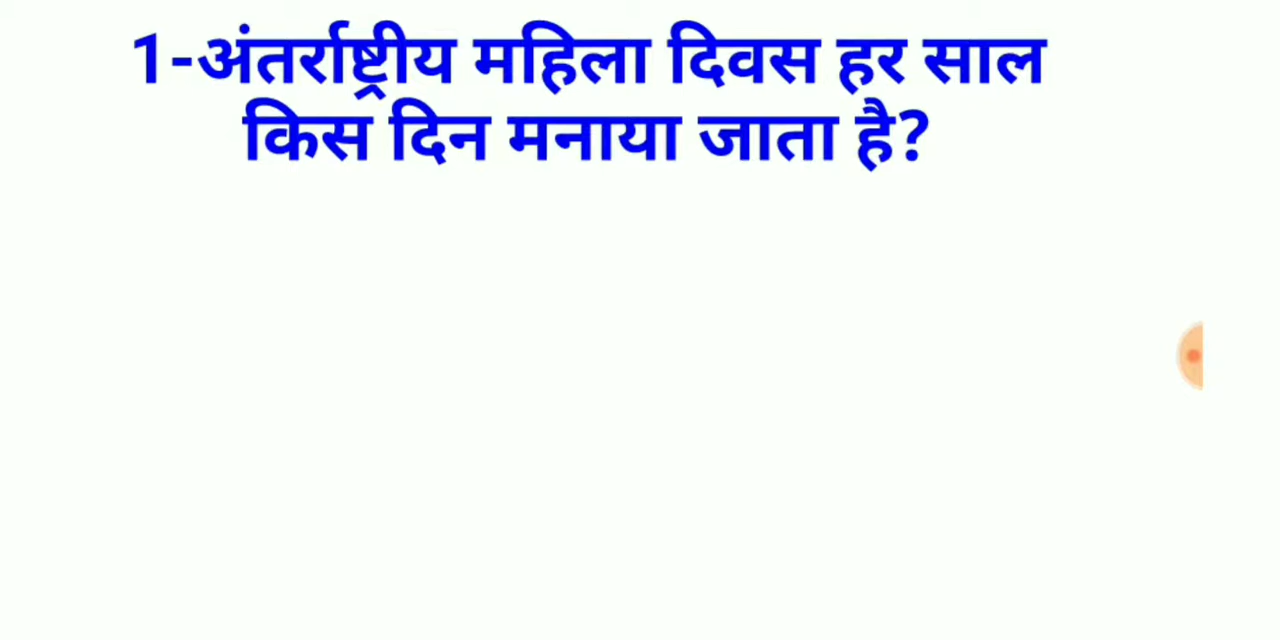 1-अंतर्राष्ट्रीय महिला दिवस हर साल
किस दिन मनाया जाता है?